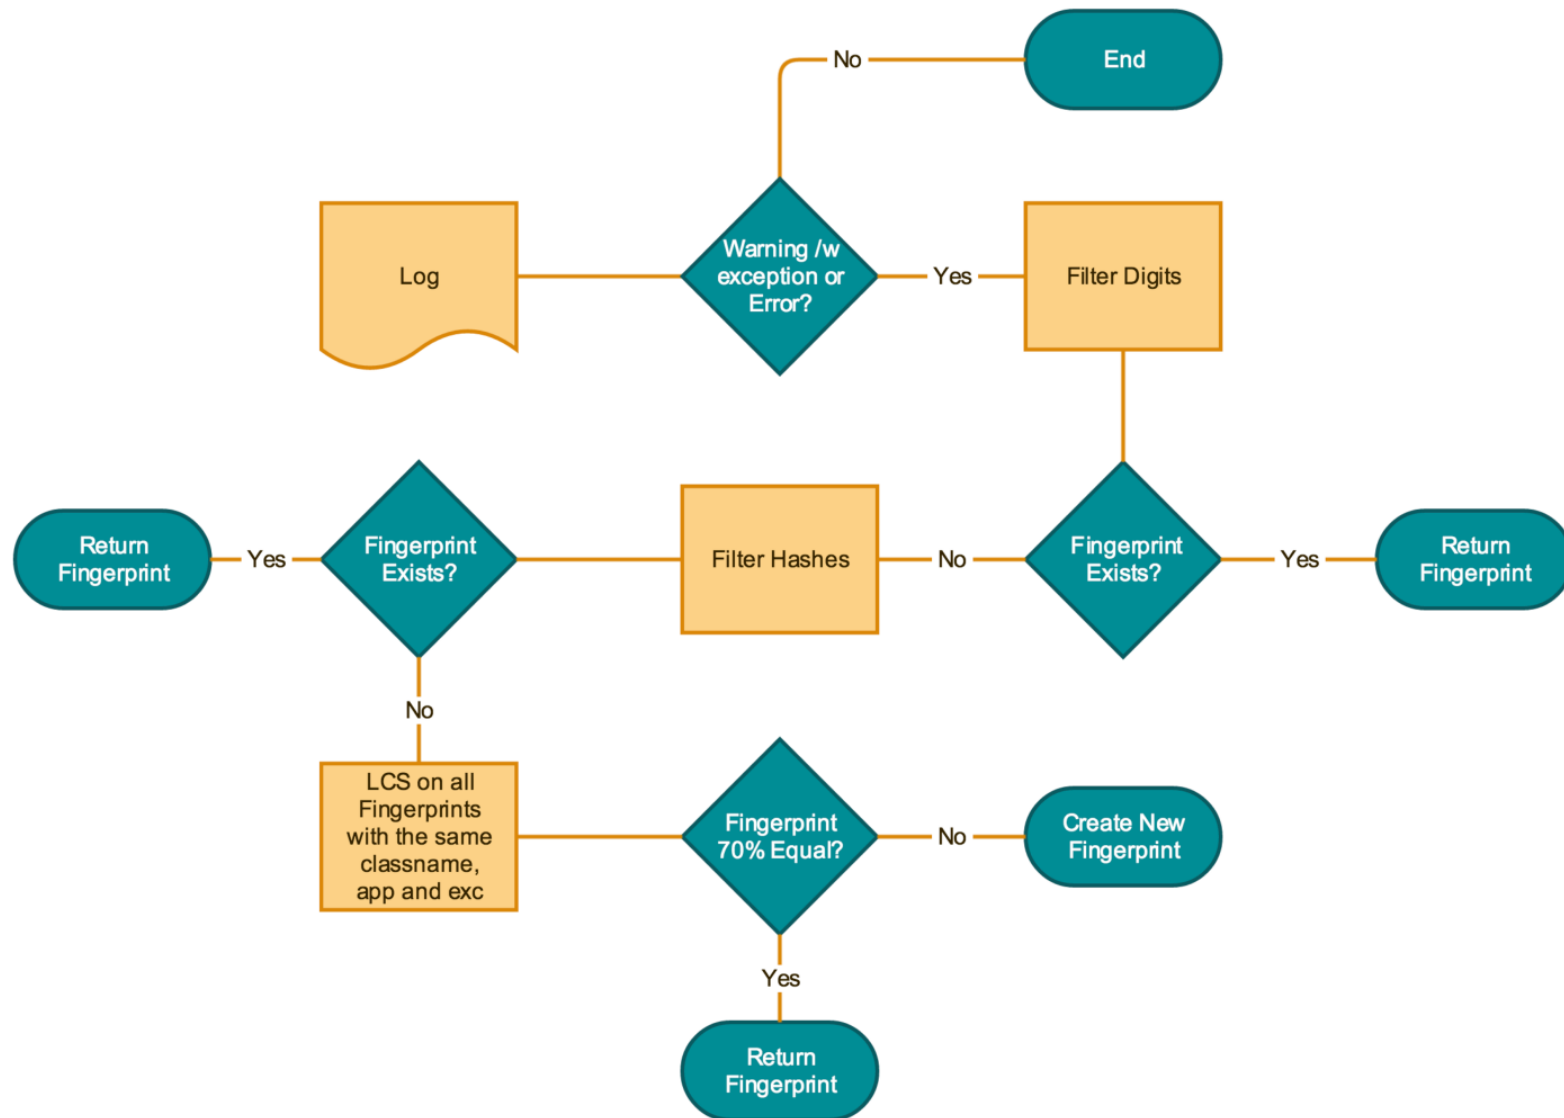 No
End
Log
Warning /w
exception or
Error?
Yes
Filter Digits
Return
Fingerprint
Yes
Fingerprint
Exists?
Filter Hashes
No
Fingerprint
Exists?
Yes
Return
Fingerprint
No
LCS on all
Fingerprints
with the same
classname,
app and exc
Fingerprint
70% Equal?
No
Create New
Fingerprint
Yes
Return
Fingerprint